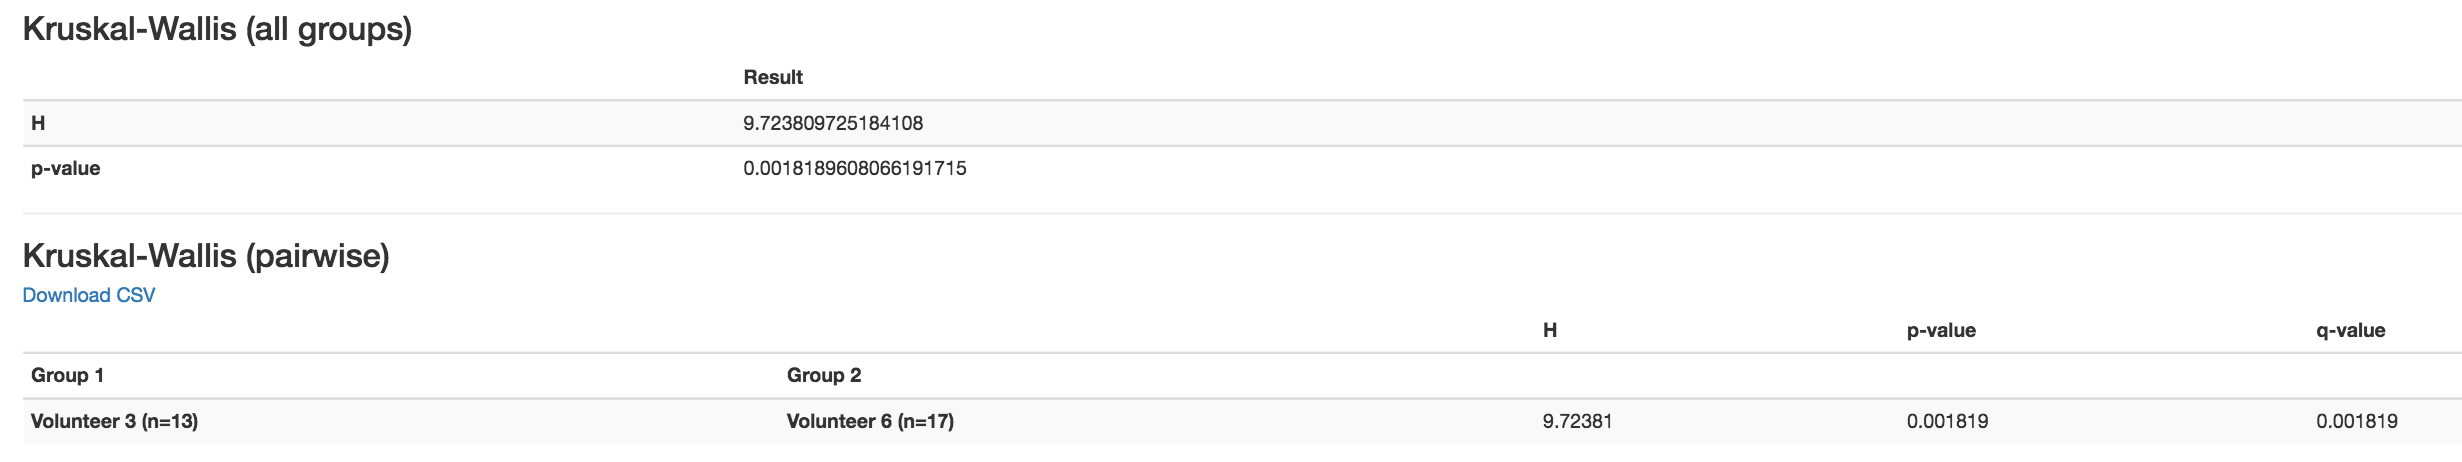 Kruskal-Wallis (all groups)
Result
H 9.723809725184108
p-value 0.0018189608066191715
Kruskal-Wallis (pairwise)
Download CSV
H p-value q-value
Group 1 Group 2
Volunteer 3 (n=13) Volunteer 6 (n=17) 9.72381 0.001819 0.001819